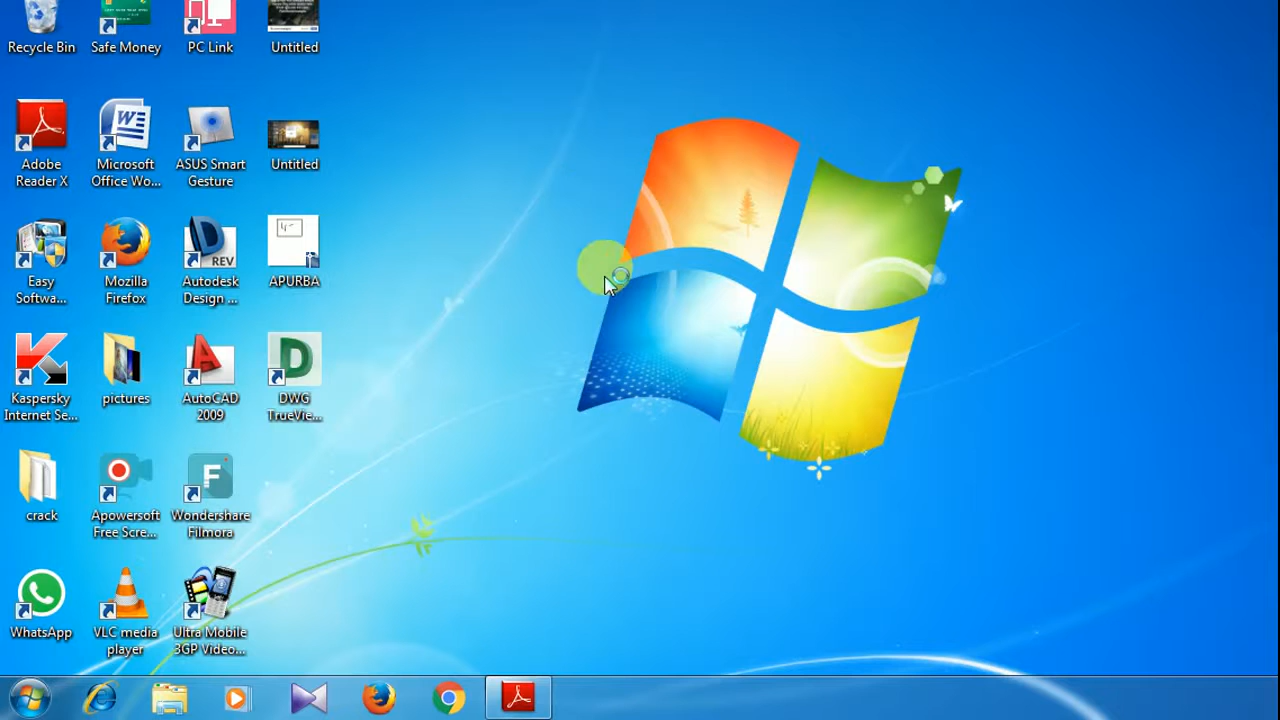 Recycle Bin
Safe Money
PC Link
Untitled
Adobe
Reader X
Microsoft
Office Wo...
ASUS Smart
Gesture
Untitled
Easy
Softwa...
Mozilla
Firefox
REV
Autodesk
Design ...
APURBA
Kaspersky
Internet Se...
pictures
AutoCAD
2009
DWG
TrueVie...
crack
Apowersoft
Free Scre...
Wondershare
Filmora
WhatsApp
VLC media
player
Ultra Mobile
3GP Video...